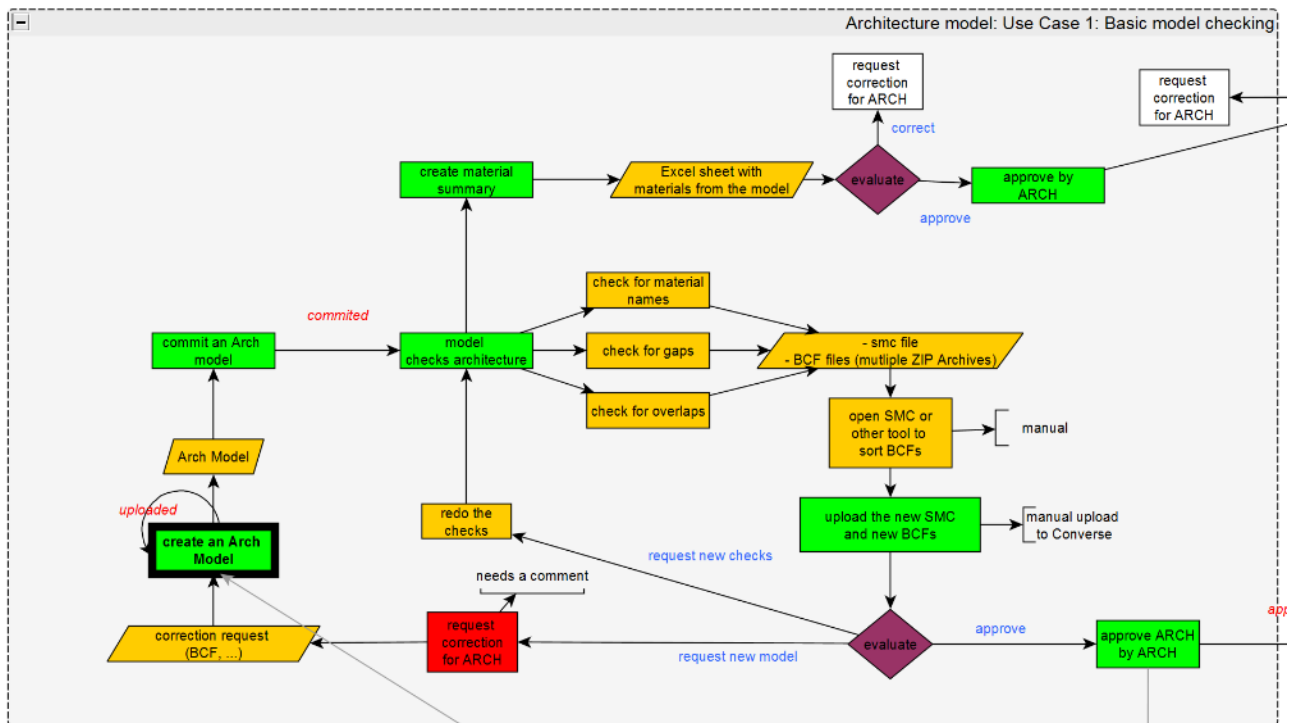 Architecture model: Use Case 1: Basic model checking
request
correction
for ARCH
request
correction
for ARCH
correct
create material
summary
Excel sheet with
materials from the model
evaluate
approve by
ARCH
approve
check for material
names
commited
commit an Arch
model
model
checks architecture
check for gaps
- smc file
- BCF files (mutliple ZIP Archives)
check for overlaps
open SMC or
other tool to
sort BCFs
manual
Arch Model
uploaded
redo the
checks
upload the new SMC
and new BCFs
manual upload
to Converse
create an Arch
Model
request new checks
needs a comment
correction request
(BCF, ...)
request
correction
for ARCH
request new model
evaluate
approve
approve ARCH
by ARCH